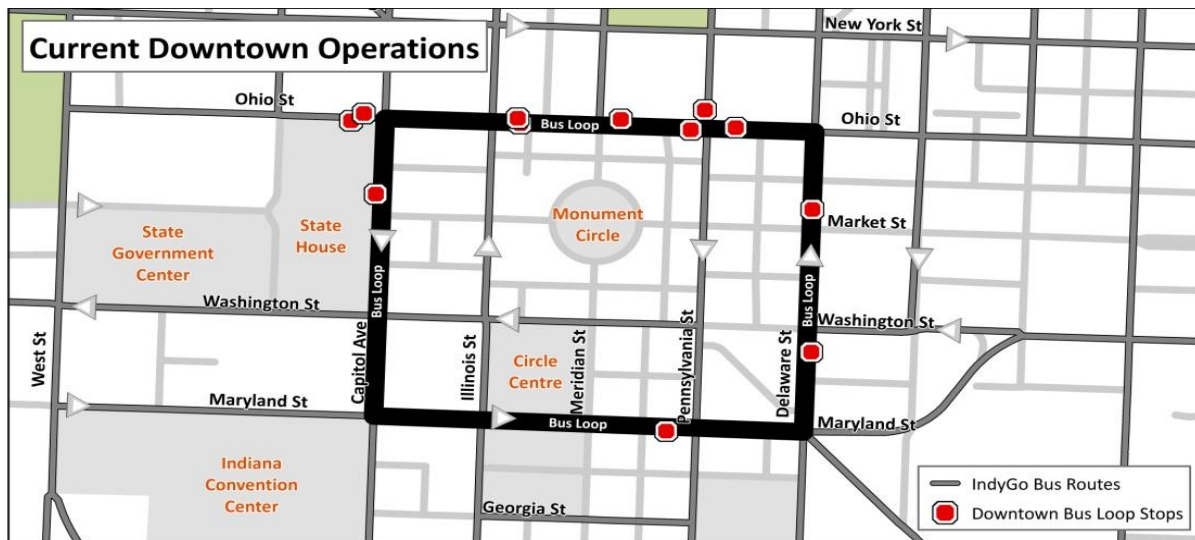 Current Downtown Operations
New York St
Ohio St
Bus Loop
Ohio St
Monument
Circle
Market St
State
House
State
Government
Center
Bus Loop
Bus Loop
Washington St
Washington St
West St
Capitol Ave
Illinois St
Circle
Centre
Meridian St
Pennsylvania St
Delaware St
Maryland St
Bus Loop
Maryland St
Indiana
Convention
Center
Georgia St
IndyGo Bus Routes
Downtown Bus Loop Stops